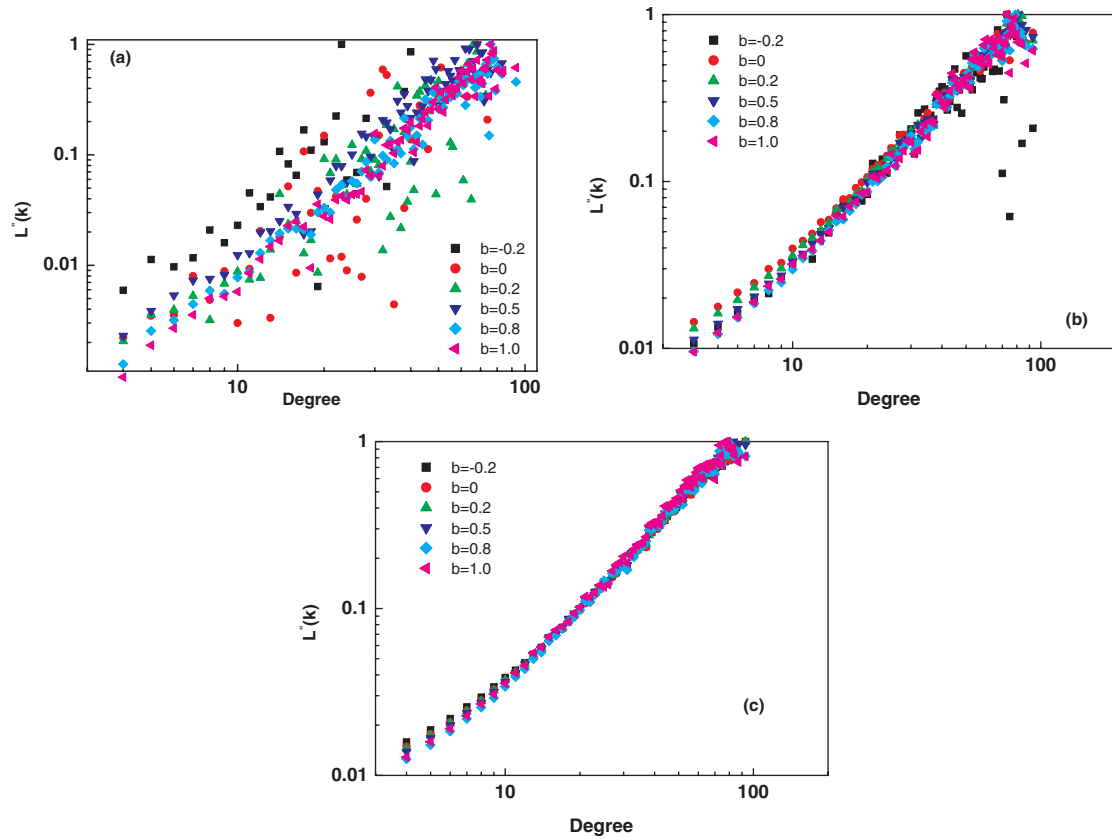 (a)
1
0.1
0.01
10
100
L"(k)
Degree
b=-0.2
b=0
b=0.2
b=0.5
b=0.8
b=1.0
1
0.1
0.01
10
100
L"(k)
Degree
b=-0.2
b=0
b=0.2
b=0.5
b=0.8
b=1.0
(b)
1
0.1
0.01
10
100
L"(k)
Degree
b=-0.2
b=0
b=0.2
b=0.5
b=0.8
b=1.0
(c)